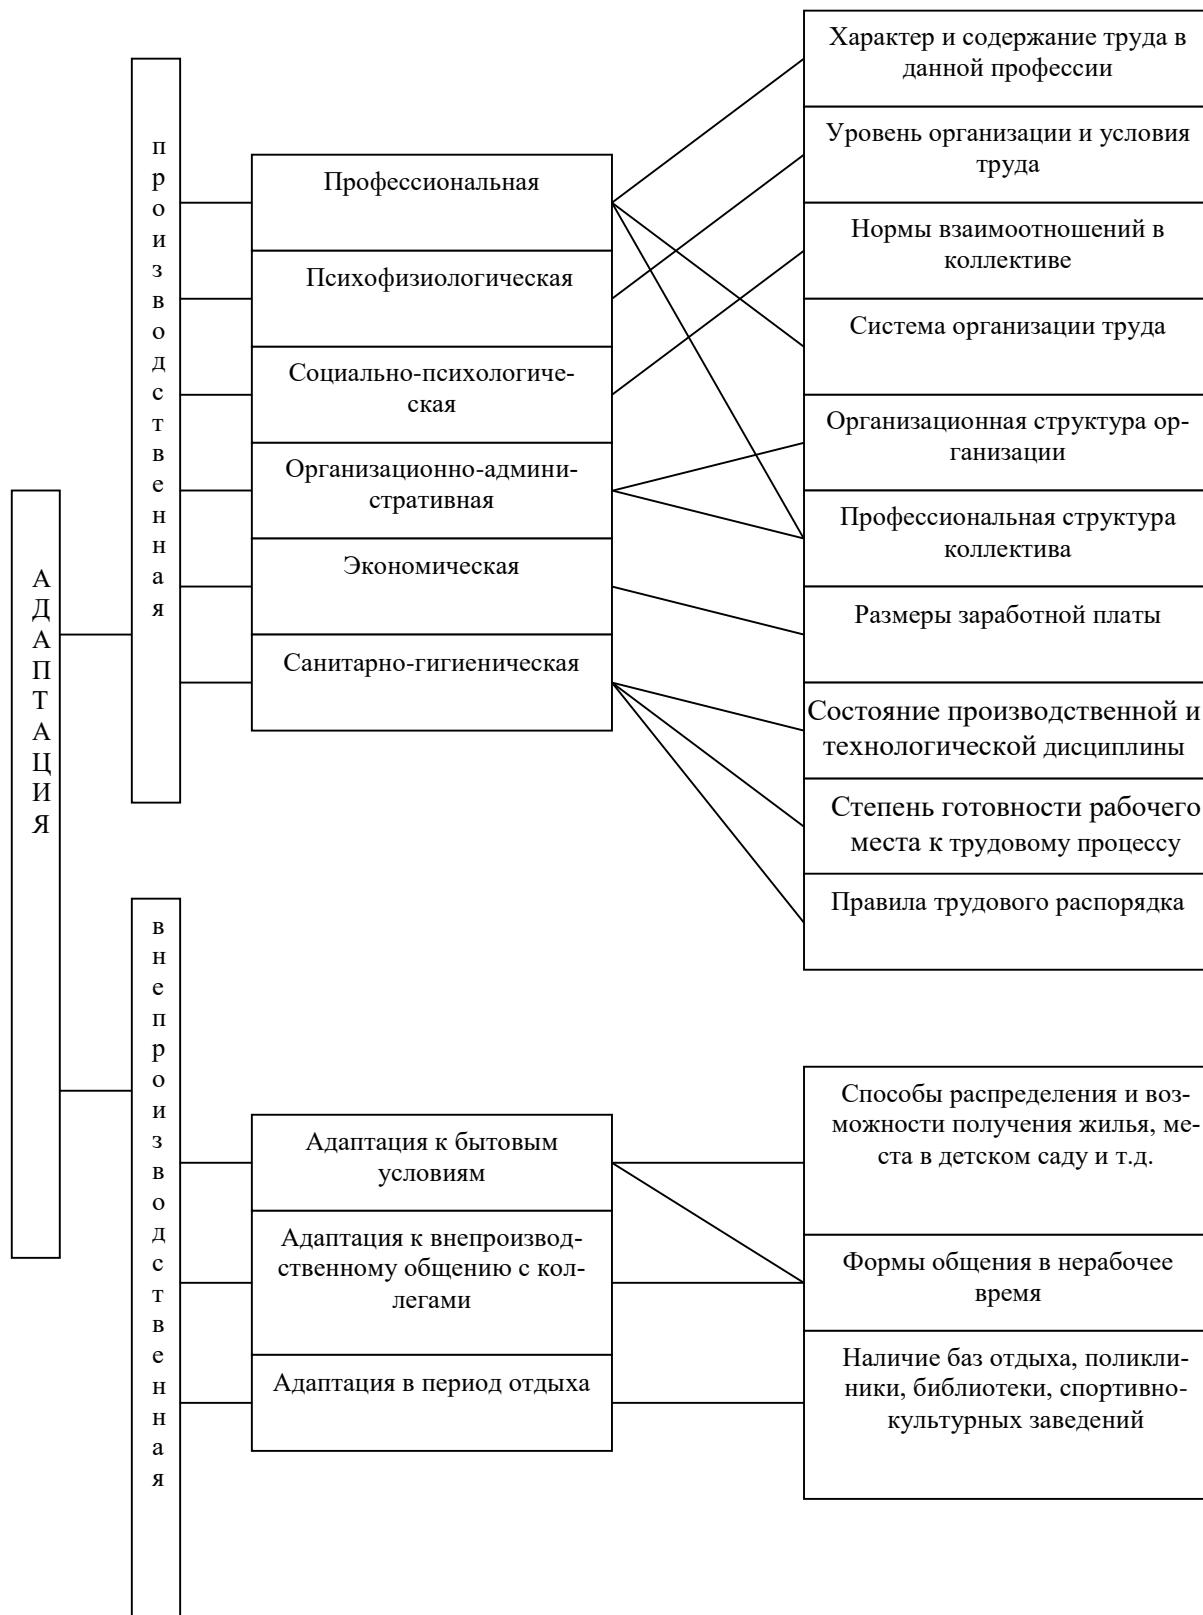 АДАПТАЦИЯ
производственная
Профессиональная
Психофизиологическая
Социально-психологиче-
ская
Организационно-админи-
стративная
Экономическая
Санитарно-гигиеническая
Характер и содержание труда в
данной профессии
Уровень организации и условия
труда
Нормы взаимоотношений в
коллективе
Система организации труда
Организационная структура ор-
ганизации
Профессиональная структура
коллектива
Размеры заработной платы
Состояние производственной и
технологической дисциплины
Степень готовности рабочего
места к трудовому процессу
Правила трудового распорядка
внепроизводственная
Адаптация к бытовым
условиям
Адаптация к внепроизвод-
ственному общению с кол-
легами
Адаптация в период отдыха
Способы распределения и воз-
можности получения жилья, ме-
ста в детском саду и т.д.
Формы общения в нерабочее
время
Наличие баз отдыха, поликли-
ники, библиотеки, спортивно-
культурных заведений